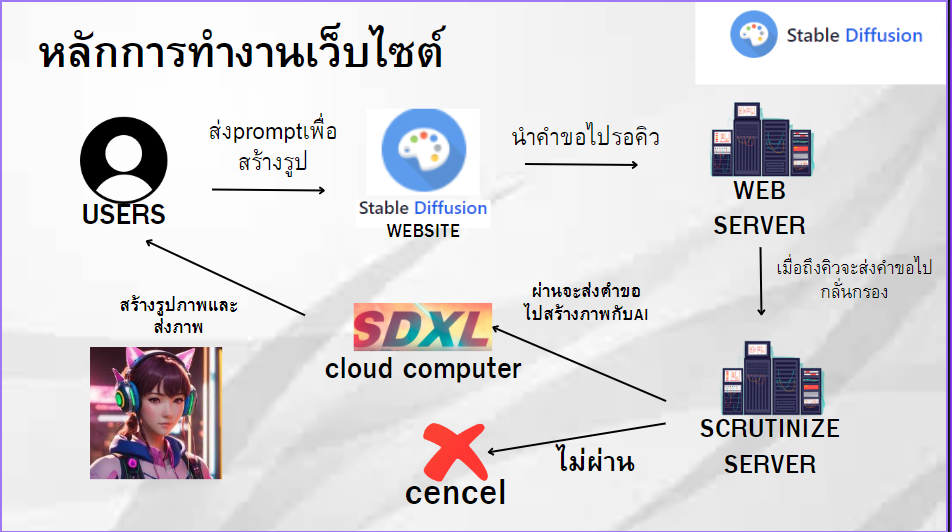 หลักการทำงานเว็บไซต์
Stable Diffusion
ส่งpromptเพื่อ
สร้างรูป
นำคำขอไปรอคิว
USERS
Stable Diffusion
WEBSITE
WEB
SERVER
เมื่อถึงคิวจะส่งคำขอไป
กลั่นกรอง
ผ่านจะส่งคำขอ
ไปสร้างภาพกับAI
สร้างรูปภาพและ
ส่งภาพ
SDXL
cloud computer
SCRUTINIZE
SERVER
ไม่ผ่าน
cencel